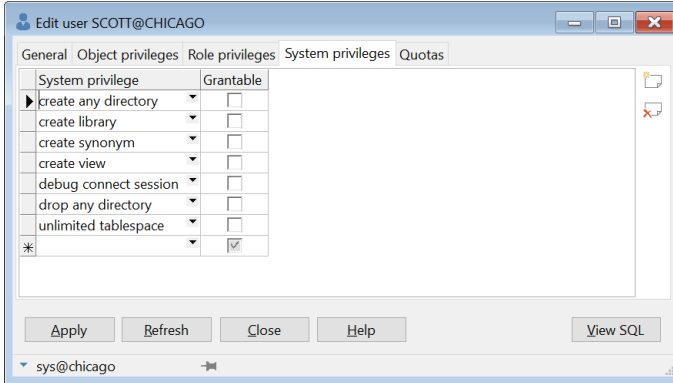 Edit user SCOTT@CHICAGO
General Object privileges Role privileges System privileges Quotas
System privilege Grantable
create any directory
create library
create synonym
create view
debug connect session
drop any directory
unlimited tablespace
Apply Refresh Close Help View SQL
sys@chicago